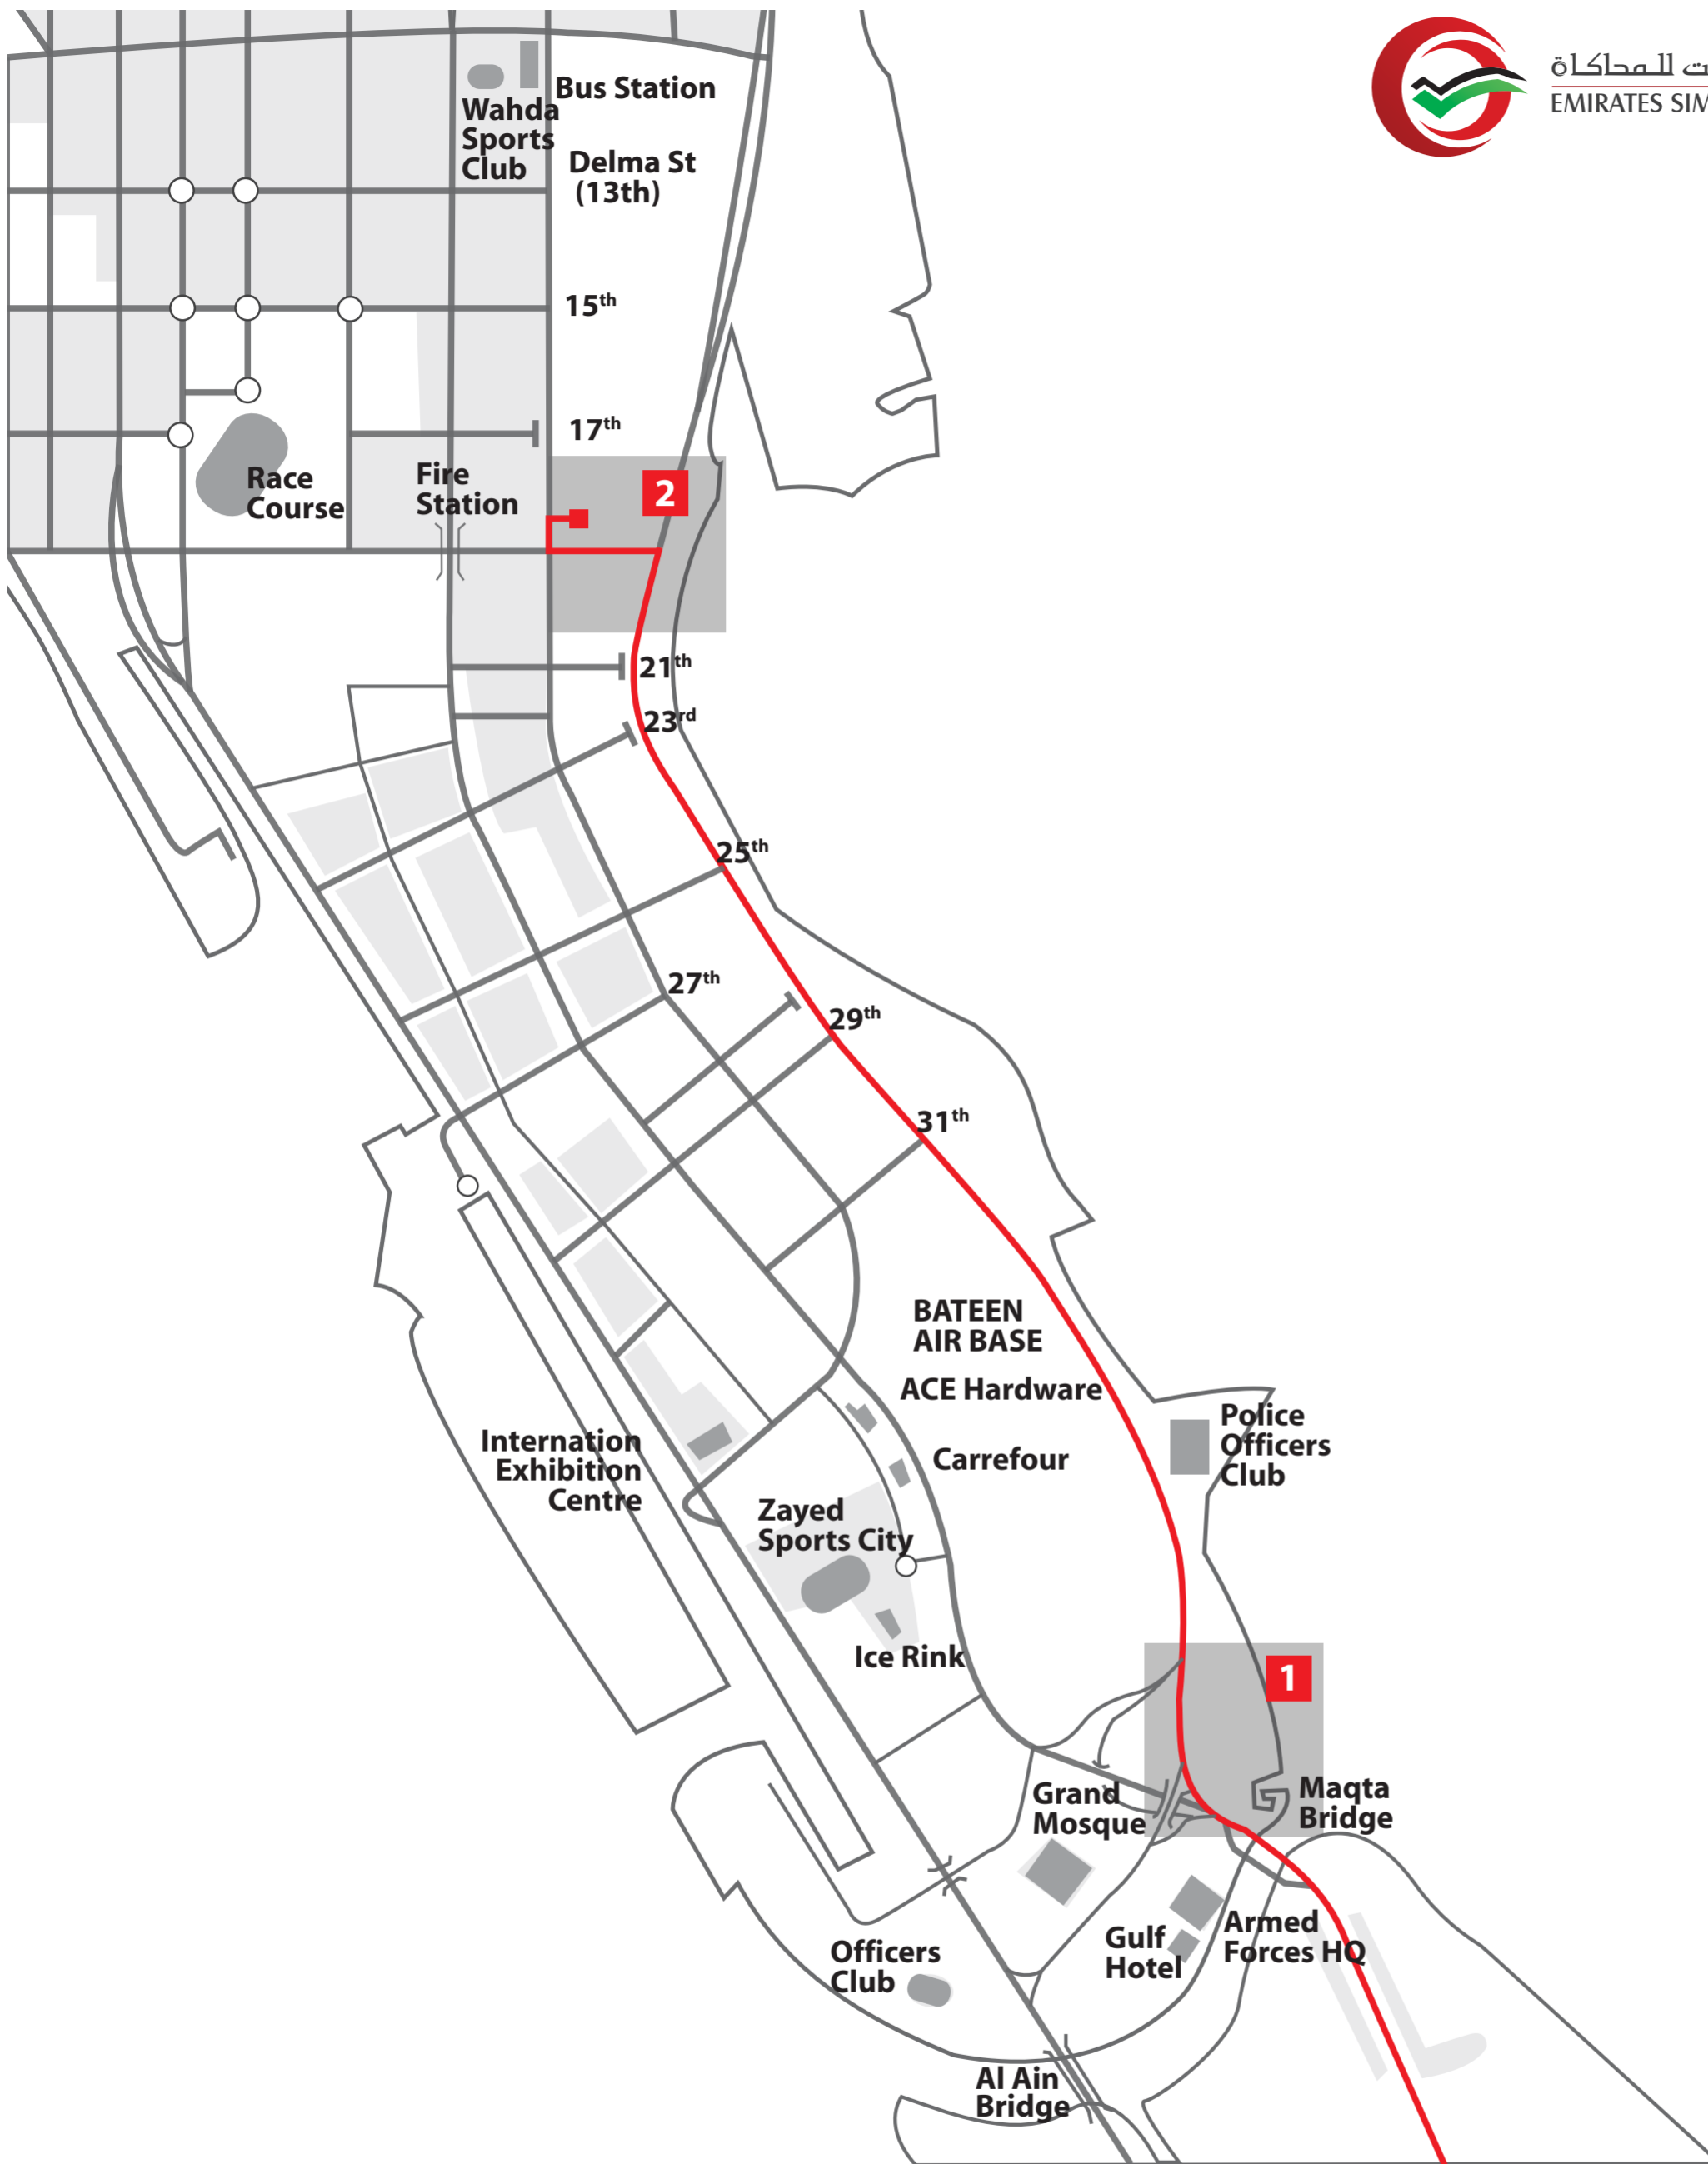 للمحاكاة
EMIRATES
Bus Station
Wahda
Sports
Club
Delma St
(13th)
15th
17th
Race
Course
Fire
Station
2
21th
23rd
25th
27th
29th
31th
BATEEN
AIR BASE
ACE Hardware
Carrefour
Police
Officers
Club
Internation
Exhibition
Centre
Zayed
Sports City
Ice Rink
1
Grand
Mosque
Maqta
Bridge
Armed
Forces HQ
Gulf
Hotel
Officers
Club
Al Ain
Bridge